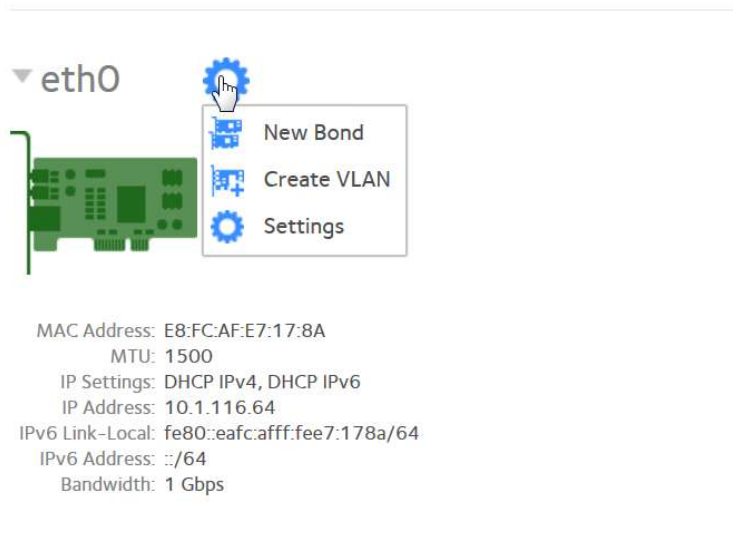 eth0
New Bond
Create VLAN
Settings
MAC Address: E8:FC:AF:E7:17:8A
MTU: 1500
IP Settings: DHCP IPv4, DHCP IPv6
IP Address: 10.1.116.64
IPv6 Link-Local: fe80::eafc:afff:fee7:178a/64
IPv6 Address: ::/64
Bandwidth: 1 Gbps